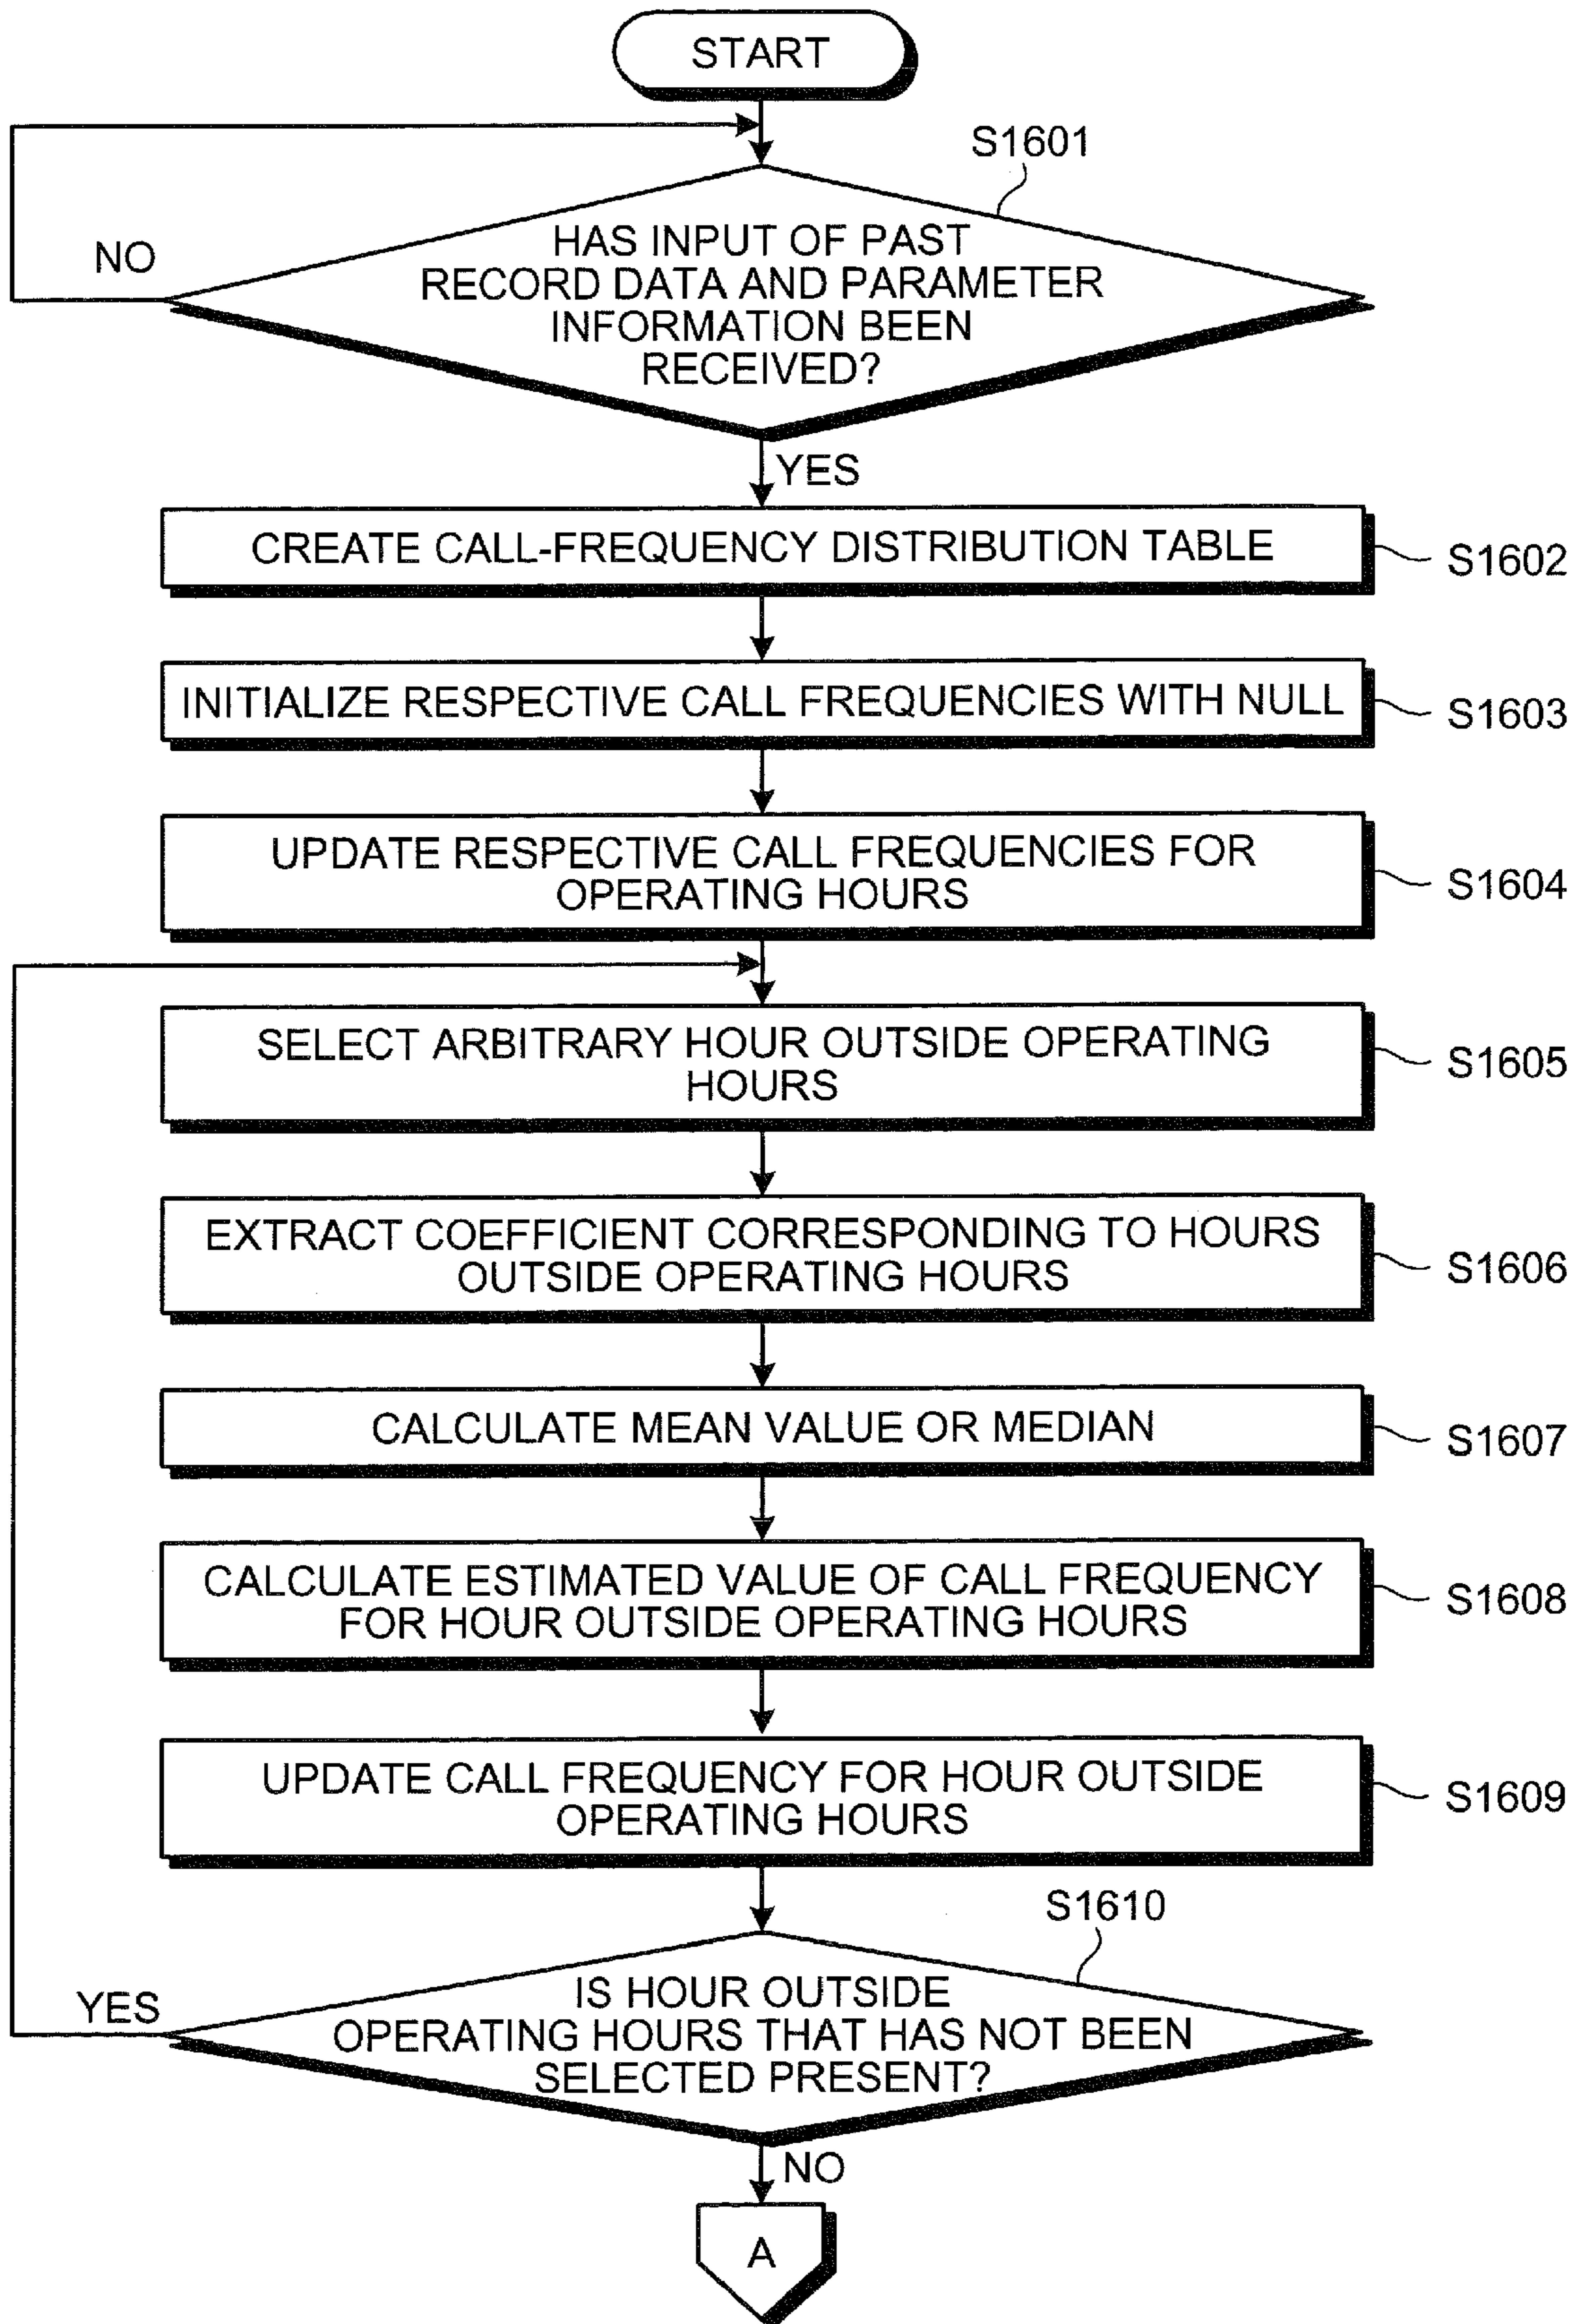 START
S1601
HAS INPUT OF PAST
RECORD DATA AND PARAMETER
INFORMATION BEEN
RECEIVED?
NO
YES
CREATE CALL-FREQUENCY DISTRIBUTION TABLE
S1602
INITIALIZE RESPECTIVE CALL FREQUENCIES WITH NULL
S1603
UPDATE RESPECTIVE CALL FREQUENCIES FOR
OPERATING HOURS
S1604
SELECT ARBITRARY HOUR OUTSIDE OPERATING
HOURS
S1605
EXTRACT COEFFICIENT CORRESPONDING TO HOURS
OUTSIDE OPERATING HOURS
S1606
CALCULATE MEAN VALUE OR MEDIAN
S1607
CALCULATE ESTIMATED VALUE OF CALL FREQUENCY
FOR HOUR OUTSIDE OPERATING HOURS
S1608
UPDATE CALL FREQUENCY FOR HOUR OUTSIDE
OPERATING HOURS
S1609
S1610
IS HOUR OUTSIDE
OPERATING HOURS THAT HAS NOT BEEN
SELECTED PRESENT?
YES
NO
A